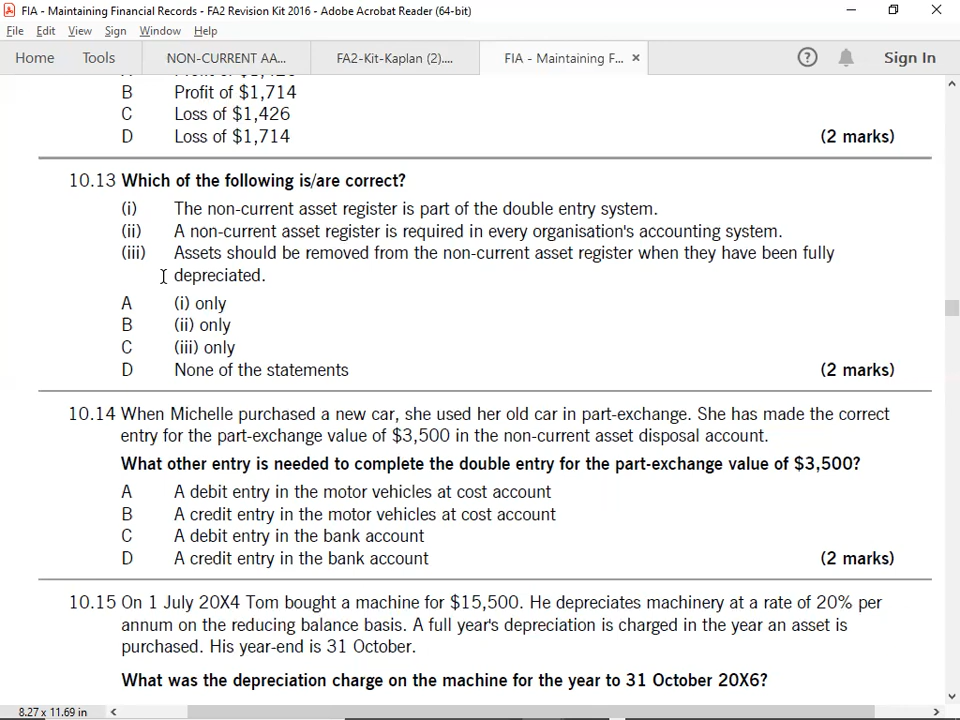 FIA - Maintaining Financial Records - FA2 Revision Kit 2016 - Adobe Acrobat Reader (64-bit)
File Edit View Sign Window Help
Home Tools NON-CURRENT AA... FA2-Kit-Kaplan (2).... FIA - Maintaining F... × Sign In
B Profit of $1,714
C Loss of $1,426
D Loss of $1,714 (2 marks)
10.13 Which of the following is/are correct?
(i) The non-current asset register is part of the double entry system.
(ii) A non-current asset register is required in every organisation's accounting system.
(iii) Assets should be removed from the non-current asset register when they have been fully
depreciated.
A (i) only
B (ii) only
C (iii) only
D None of the statements (2 marks)
10.14 When Michelle purchased a new car, she used her old car in part-exchange. She has made the correct
entry for the part-exchange value of $3,500 in the non-current asset disposal account.
What other entry is needed to complete the double entry for the part-exchange value of $3,500?
A A debit entry in the motor vehicles at cost account
B A credit entry in the motor vehicles at cost account
C A debit entry in the bank account
D A credit entry in the bank account (2 marks)
10.15 On 1 July 20X4 Tom bought a machine for $15,500. He depreciates machinery at a rate of 20% per
annum on the reducing balance basis. A full year's depreciation is charged in the year an asset is
purchased. His year-end is 31 October.
What was the depreciation charge on the machine for the year to 31 October 20X6?
8.27 x 11.69 in